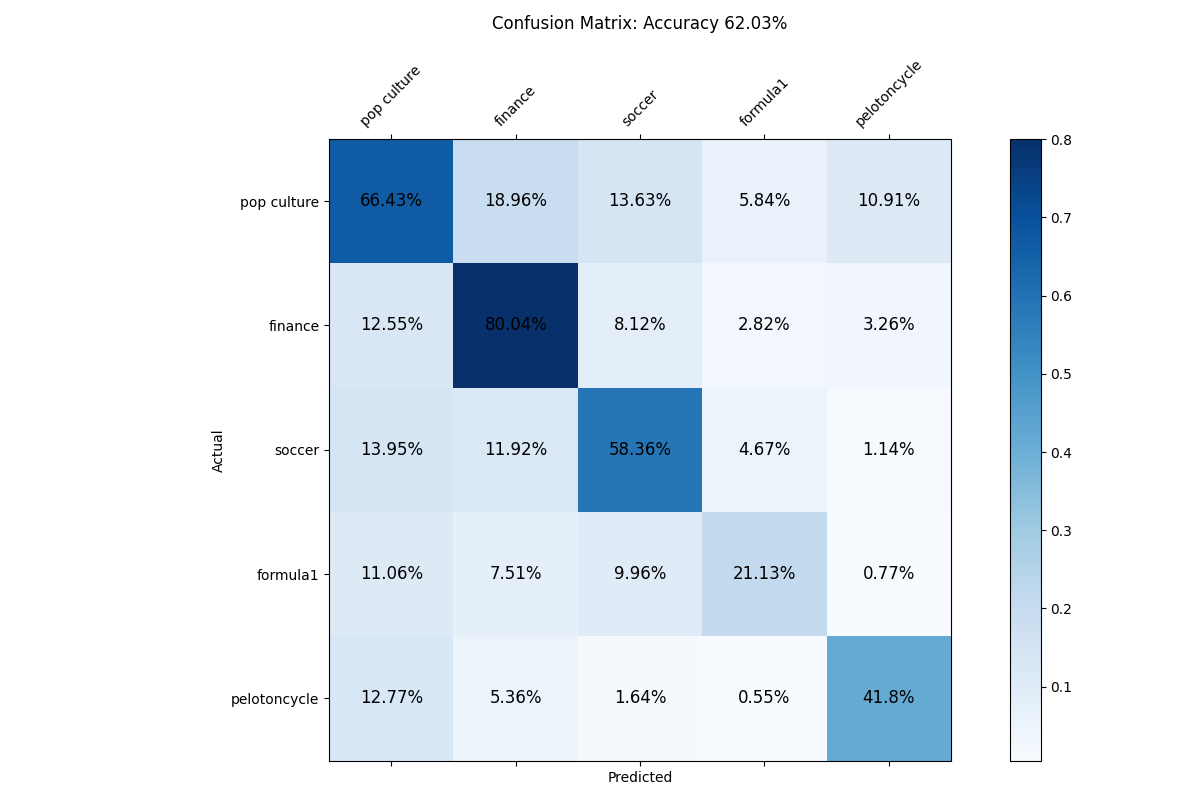 Confusion Matrix: Accuracy 62.03%
pop culture finance soccer formula1 pelotoncycle
pop culture 66.43% 18.96% 13.63% 5.84% 10.91%
finance 12.55% 80.04% 8.12% 2.82% 3.26%
soccer 13.95% 11.92% 58.36% 4.67% 1.14%
formula1 11.06% 7.51% 9.96% 21.13% 0.77%
pelotoncycle 12.77% 5.36% 1.64% 0.55% 41.8%
Actual
Predicted
0.8
0.7
0.6
0.5
0.4
0.3
0.2
0.1